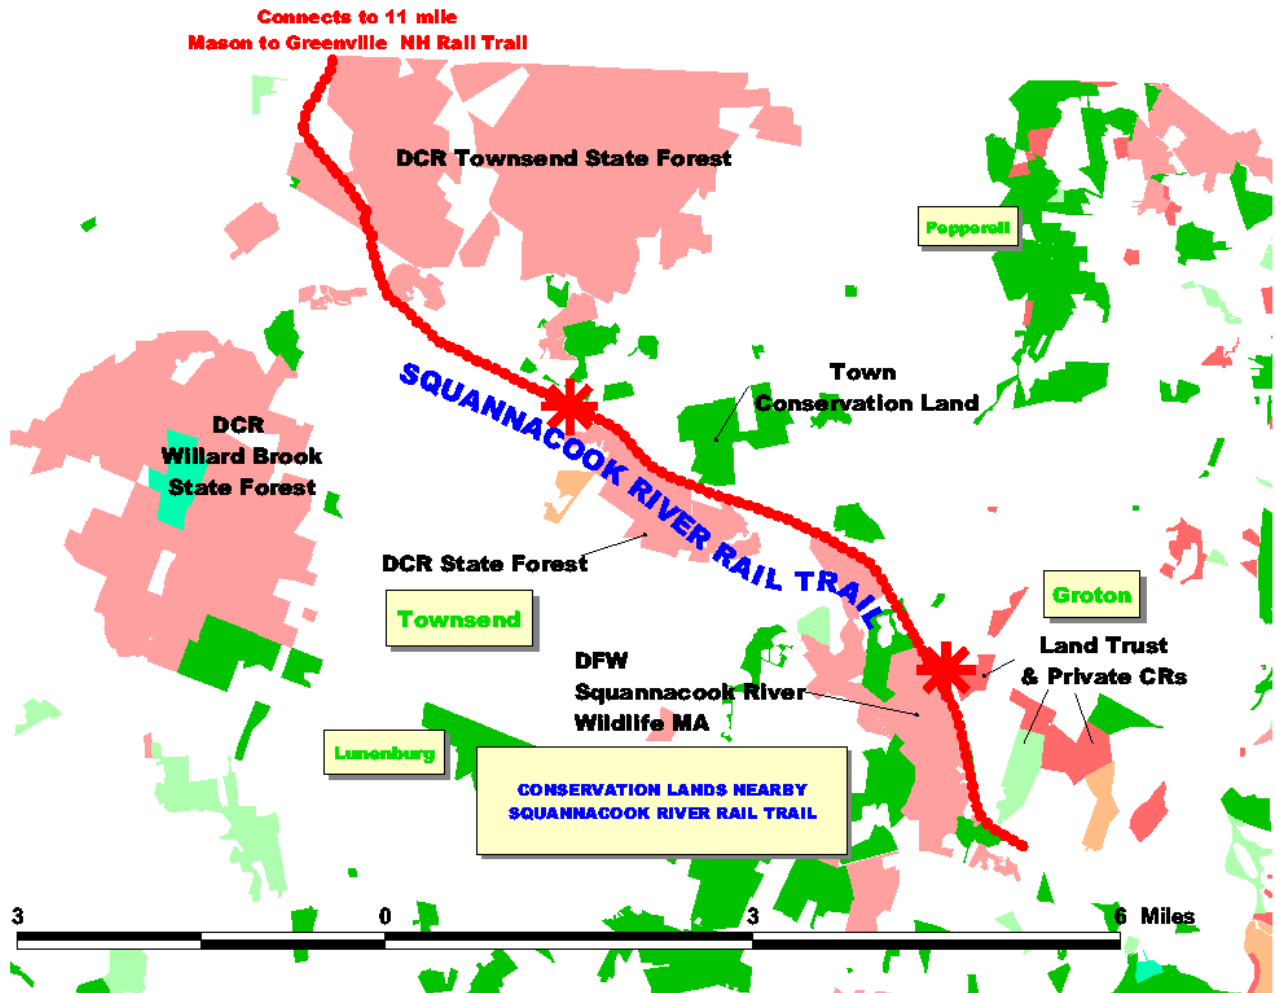 Connects to 11 mile
Mason to Greenville NH Rail Trail
DCR Townsend State Forest
Pepperell
Town
Conservation Land
DCR
Willard Brook
State Forest
SQUANNACOOK RIVER RAIL TRAIL
DCR State Forest
Townsend
Groton
Land Trust
& Private CRs
DFW
Squannacook River
Wildlife MA
Lunenburg
CONSERVATION LANDS NEARBY
SQUANNACOOK RIVER RAIL TRAIL
3 0 3 6 Miles